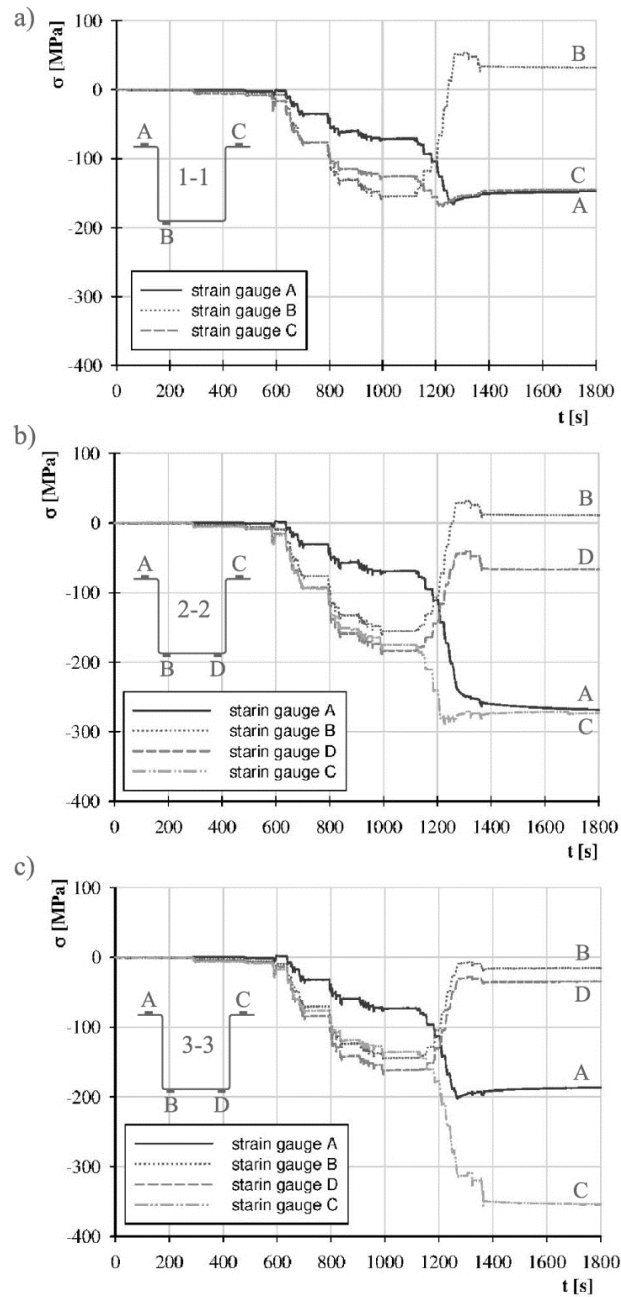 a)
σ [MPa]
100
0
-100
-200
-300
-400
B
C
A
A
C
1-1
B
strain gauge A
strain gauge B
strain gauge C
0 200 400 600 800 1000 1200 1400 1600 1800
t [s]
b)
σ [MPa]
100
0
-100
-200
-300
-400
B
D
A
C
A
C
2-2
B D
starin gauge A
starin gauge B
starin gauge D
starin gauge C
0 200 400 600 800 1000 1200 1400 1600 1800
t [s]
c)
σ [MPa]
100
0
-100
-200
-300
-400
B
D
A
C
A
C
3-3
B D
strain gauge A
starin gauge B
starin gauge D
starin gauge C
0 200 400 600 800 1000 1200 1400 1600 1800
t [s]